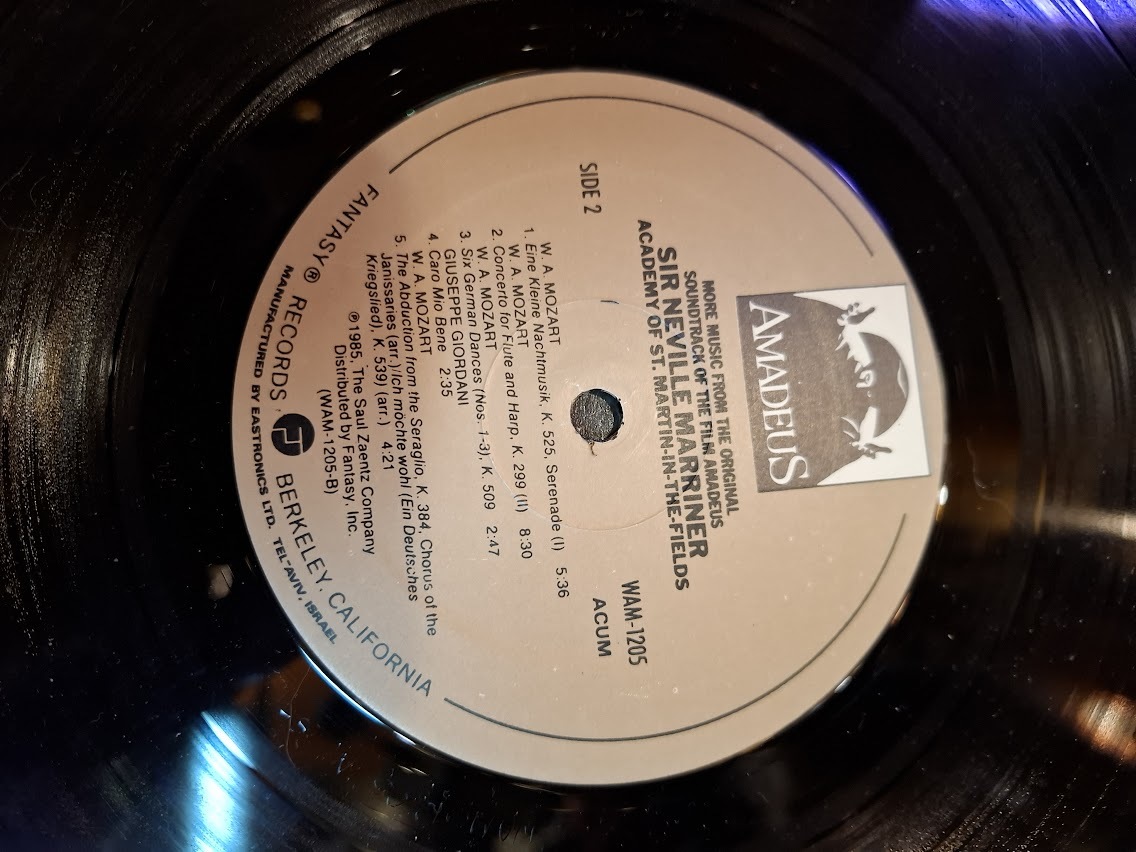 AMADEUS
MORE MUSIC FROM THE ORIGINAL
SOUNDTRACK OF THE FILM AMADEUS
SIR NEVILLE MARRINER
ACADEMY OF ST. MARTIN-IN-THE-FIELDS
SIDE 2
WAM-1205
ACUM
W. A MOZART
1. Eine Kleine Nachtmusik, K. 525, Serenade (I) 5:36
W. A. MOZART
2. Concerto for Flute and Harp, K. 299 (II) 8:30
W. A. MOZART
3. Six German Dances (Nos. 1-3), K. 509 2:47
GIUSEPPE GIORDANI
4. Caro Mio Bene 2:35
W. A. MOZART
5. The Abduction from the Seraglio, K. 384, Chorus of the
Janissaries (arr.)/Ich möchte wohl (Ein Deutsches
Kriegslied), K. 539) (arr.) 4:21
℗1985, The Saul Zaentz Company
Distributed by Fantasy, Inc.
(WAM-1205-B)
FANTASY® RECORDS, BERKELEY, CALIFORNIA
MANUFACTURED BY EASTRONICS LTD. TEL-AVIV, ISRAEL